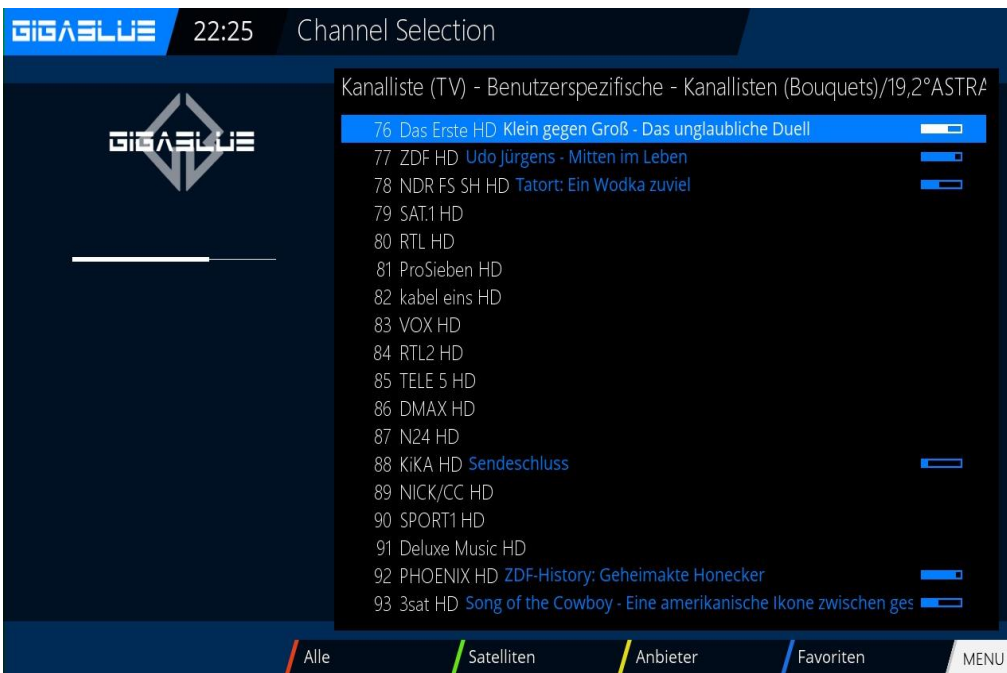 GIGABLUE 22:25 Channel Selection
Kanalliste (TV) - Benutzerspezifische - Kanallisten (Bouquets)/19,2°ASTRA
GIGABLUE
76 Das Erste HD Klein gegen Groß - Das unglaubliche Duell
77 ZDF HD Udo Jürgens - Mitten im Leben
78 NDR FS SH HD Tatort: Ein Wodka zuviel
79 SAT.1 HD
80 RTL HD
81 ProSieben HD
82 kabel eins HD
83 VOX HD
84 RTL2 HD
85 TELE 5 HD
86 DMAX HD
87 N24 HD
88 KiKA HD Sendeschluss
89 NICK/CC HD
90 SPORT1 HD
91 Deluxe Music HD
92 PHOENIX HD ZDF-History: Geheimakte Honecker
93 3sat HD Song of the Cowboy - Eine amerikanische Ikone zwischen ges
Alle Satelliten Anbieter Favoriten MENU